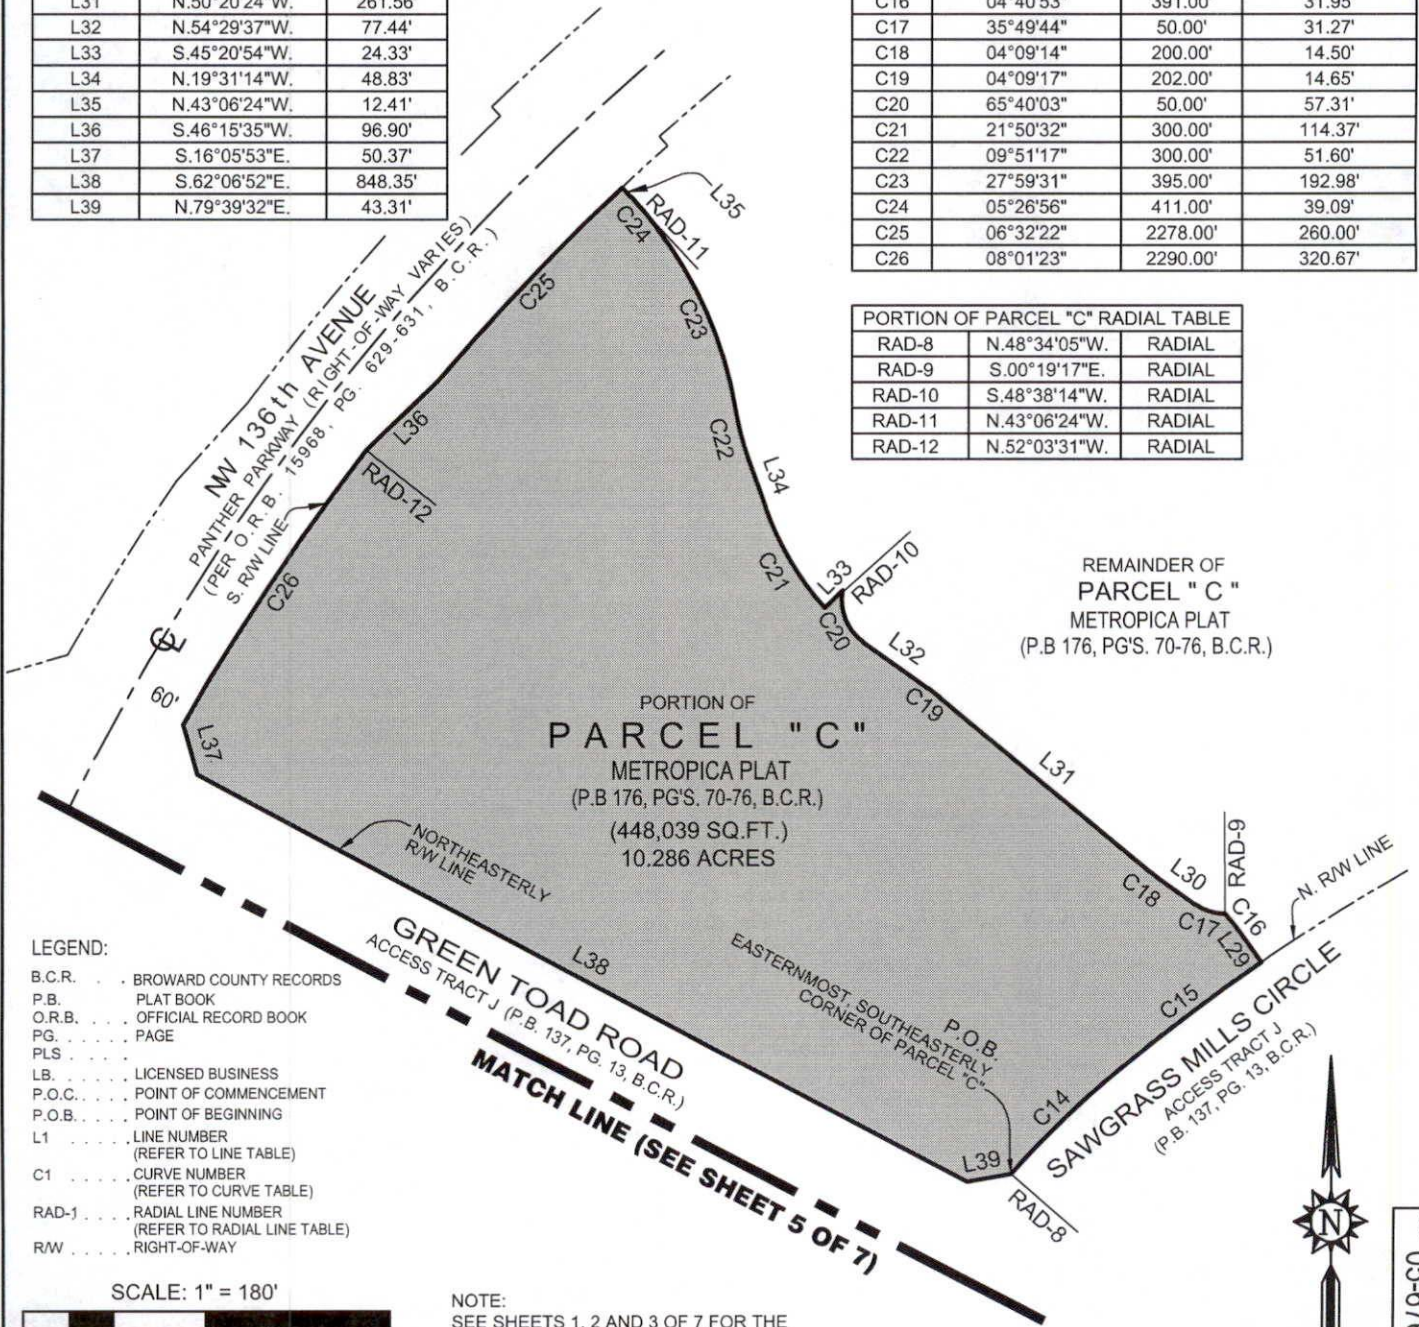 L31 N.50°20'24"W. 261.56'
L32 N.54°29'37"W. 77.44'
L33 S.45°20'54"W. 24.33'
L34 N.19°31'14"W. 48.83'
L35 N.43°06'24"W. 12.41'
L36 S.46°15'35"W. 96.90'
L37 S.16°05'53"E. 50.37'
L38 S.62°06'52"E. 848.35'
L39 N.79°39'32"E. 43.31'
C16 04°40'53" 391.00' 31.95'
C17 35°49'44" 50.00' 31.27'
C18 04°09'14" 200.00' 14.50'
C19 04°09'17" 202.00' 14.65'
C20 65°40'03" 50.00' 57.31'
C21 21°50'32" 300.00' 114.37'
C22 09°51'17" 300.00' 51.60'
C23 27°59'31" 395.00' 192.98'
C24 05°26'56" 411.00' 39.09'
C25 06°32'22" 2278.00' 260.00'
C26 08°01'23" 2290.00' 320.67'
PORTION OF PARCEL "C" RADIAL TABLE
RAD-8 N.48°34'05"W. RADIAL
RAD-9 S.00°19'17"E. RADIAL
RAD-10 S.48°38'14"W. RADIAL
RAD-11 N.43°06'24"W. RADIAL
RAD-12 N.52°03'31"W. RADIAL
L35
RAD-11
C24
C25
C23
NW 136th AVENUE
PANTHER PARKWAY (RIGHT-OF-WAY VARIES)
(PER O.R.B. 15968, PG. 629-631, B.C.R.)
S. R/W LINE
L36
RAD-12
C22
L34
C21
L33
RAD-10
C20
C26
60'
L37
L32
C19
L31
REMAINDER OF
PARCEL " C "
METROPICA PLAT
(P.B 176, PG'S. 70-76, B.C.R.)
PORTION OF
PARCEL "C"
METROPICA PLAT
(P.B 176, PG'S. 70-76, B.C.R.)
(448,039 SQ.FT.)
10.286 ACRES
NORTHEASTERLY
R/W LINE
L30
C18
C17
RAD-9
C16
L29
N. R/W LINE
C15
C14
SAWGRASS MILLS CIRCLE
ACCESS TRACT J
(P.B. 137, PG. 13, B.C.R.)
P.O.B.
EASTERNMOST, SOUTHEASTERLY
CORNER OF PARCEL "C"
L38
GREEN TOAD ROAD
ACCESS TRACT J (P.B. 137, PG. 13, B.C.R.)
MATCH LINE (SEE SHEET 5 OF 7)
L39
RAD-8
LEGEND:
B.C.R. . . BROWARD COUNTY RECORDS
P.B. PLAT BOOK
O.R.B. . . . . OFFICIAL RECORD BOOK
PG. . . . . . . PAGE
PLS . . . .
LB. . . . . . . LICENSED BUSINESS
P.O.C. . . . . POINT OF COMMENCEMENT
P.O.B. . . . . POINT OF BEGINNING
L1 . . . . . LINE NUMBER
(REFER TO LINE TABLE)
C1 . . . . . CURVE NUMBER
(REFER TO CURVE TABLE)
RAD-1 . . . . RADIAL LINE NUMBER
(REFER TO RADIAL LINE TABLE)
R/W . . . . . RIGHT-OF-WAY
SCALE: 1" = 180'
NOTE:
SEE SHEETS 1, 2 AND 3 OF 7 FOR THE
N